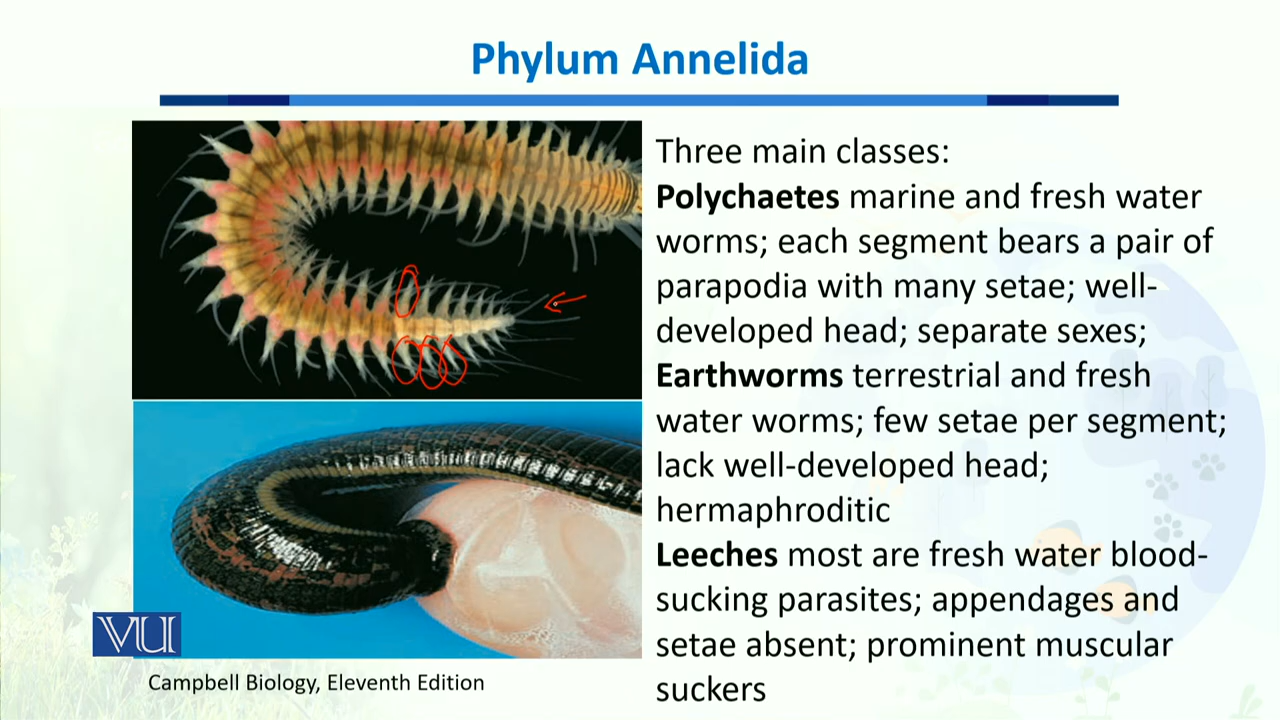 Phylum Annelida
Three main classes:
Polychaetes marine and fresh water
worms; each segment bears a pair of
parapodia with many setae; well-
developed head; separate sexes;
Earthworms terrestrial and fresh
water worms; few setae per segment;
lack well-developed head;
hermaphroditic
Leeches most are fresh water blood-
sucking parasites; appendages and
setae absent; prominent muscular
suckers
VU
Campbell Biology, Eleventh Edition